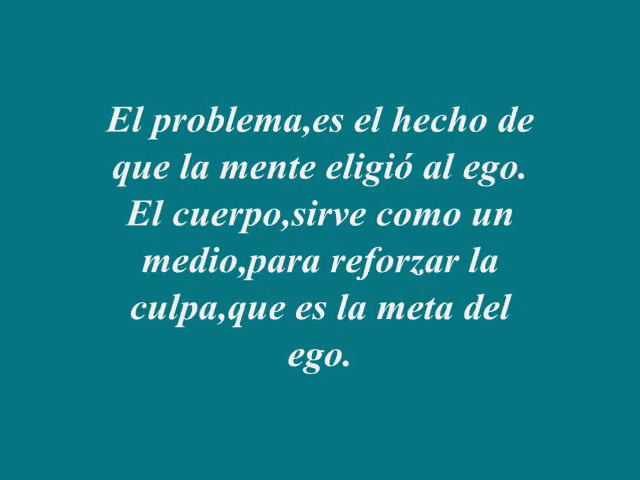 El problema,es el hecho de
que la mente eligió al ego.
El cuerpo,sirve como un
medio,para reforzar la
culpa,que es la meta del
ego.